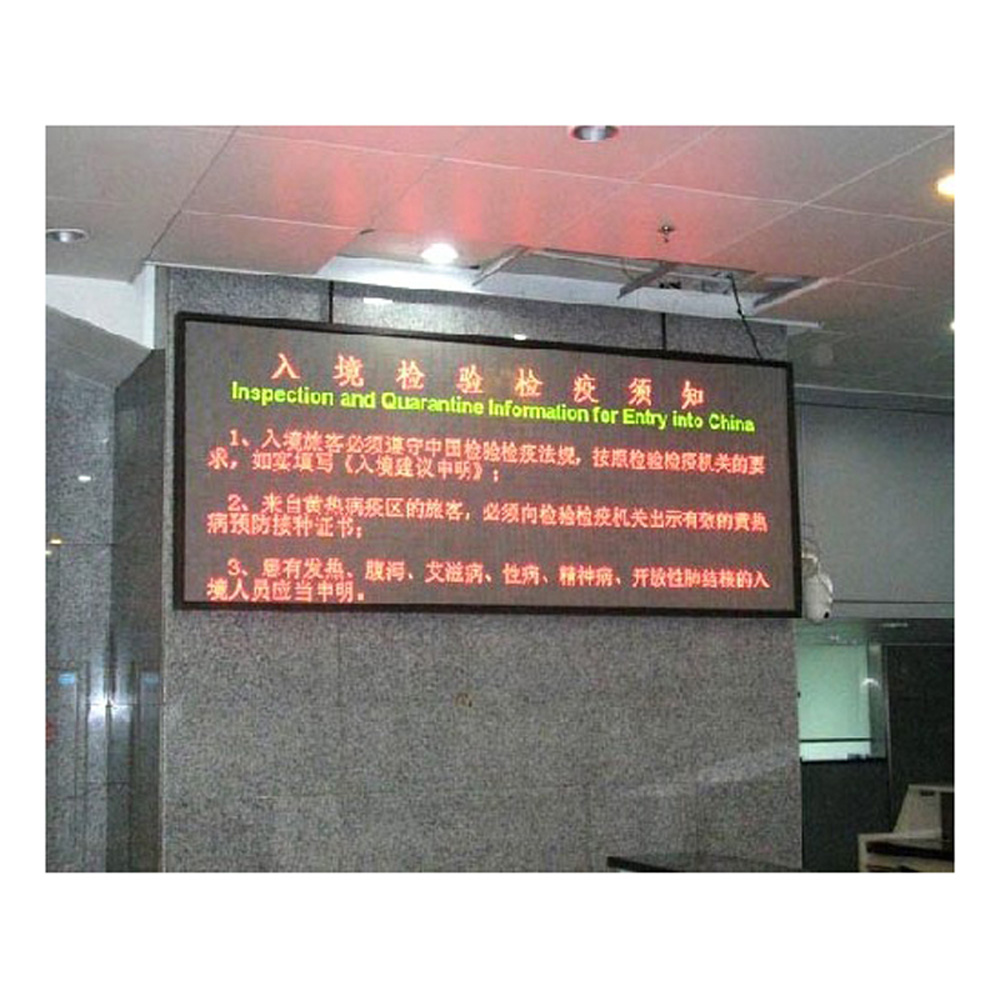 入境检验检疫须知
Inspection and Quarantine Information for Entry into China
1、入境旅客必须遵守中国检验检疫法规，按照检验检疫机关的要
求，如实填写《入境建议申明》；
2、来自黄热病疫区的旅客，必须向检验检疫机关出示有效的黄热
病预防接种证书；
3、患有发热、腹泻、艾滋病、性病、精神病、开放性肺结核的入
境人员应当申明。